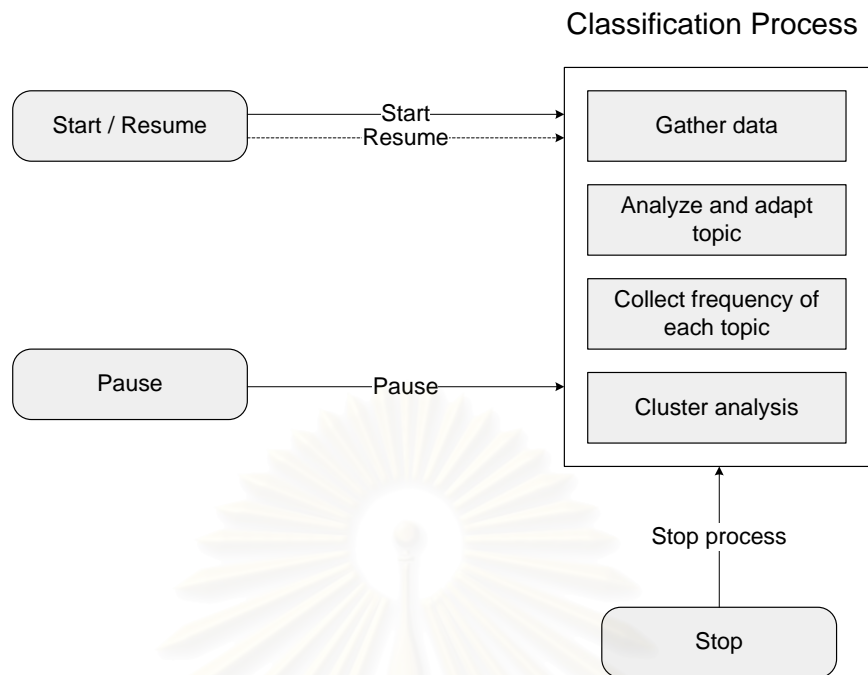 Classification Process
Start / Resume
Start
Resume
Gather data
Analyze and adapt
topic
Collect frequency of
each topic
Pause
Pause
Cluster analysis
Stop process
Stop